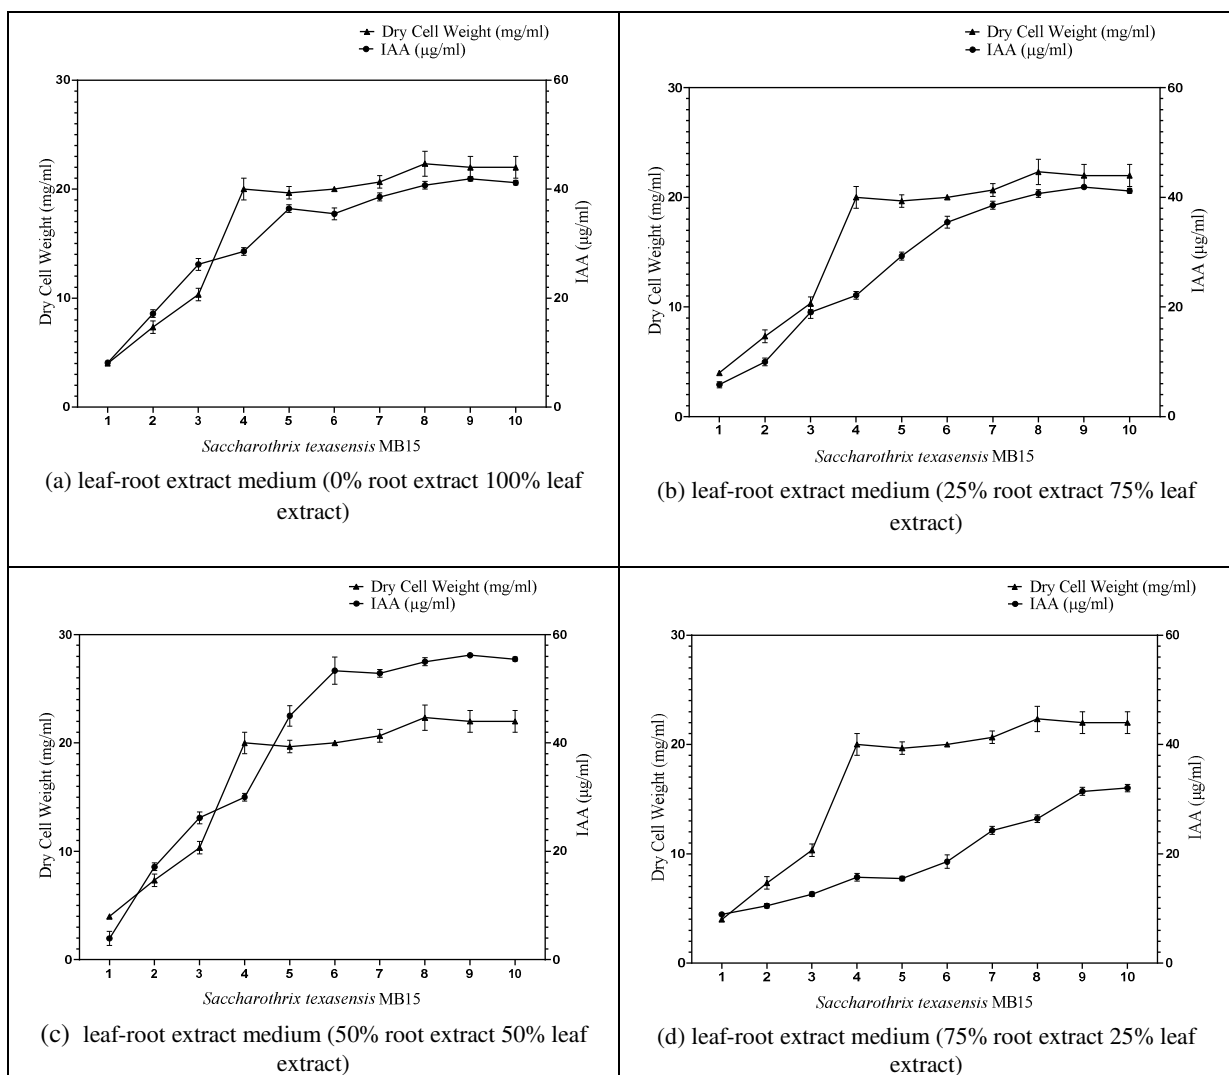 Dry Cell Weight (mg/ml)
IAA (µg/ml)
30
20
10
0
Dry Cell Weight (mg/ml)
60
40
20
0
IAA (µg/ml)
1 2 3 4 5 6 7 8 9 10
Saccharothrix texasensis MB15
(a) leaf-root extract medium (0% root extract 100% leaf
extract)
Dry Cell Weight (mg/ml)
IAA (µg/ml)
30
20
10
0
Dry Cell Weight (mg/ml)
60
40
20
0
IAA (µg/ml)
1 2 3 4 5 6 7 8 9 10
Saccharothrix texasensis MB15
(b) leaf-root extract medium (25% root extract 75% leaf
extract)
Dry Cell Weight (mg/ml)
IAA (µg/ml)
30
20
10
0
Dry Cell Weight (mg/ml)
60
40
20
0
IAA (µg/ml)
1 2 3 4 5 6 7 8 9 10
Saccharothrix texasensis MB15
(c) leaf-root extract medium (50% root extract 50% leaf
extract)
Dry Cell Weight (mg/ml)
IAA (µg/ml)
30
20
10
0
Dry Cell Weight (mg/ml)
60
40
20
0
IAA (µg/ml)
1 2 3 4 5 6 7 8 9 10
Saccharothrix texasensis MB15
(d) leaf-root extract medium (75% root extract 25% leaf
extract)